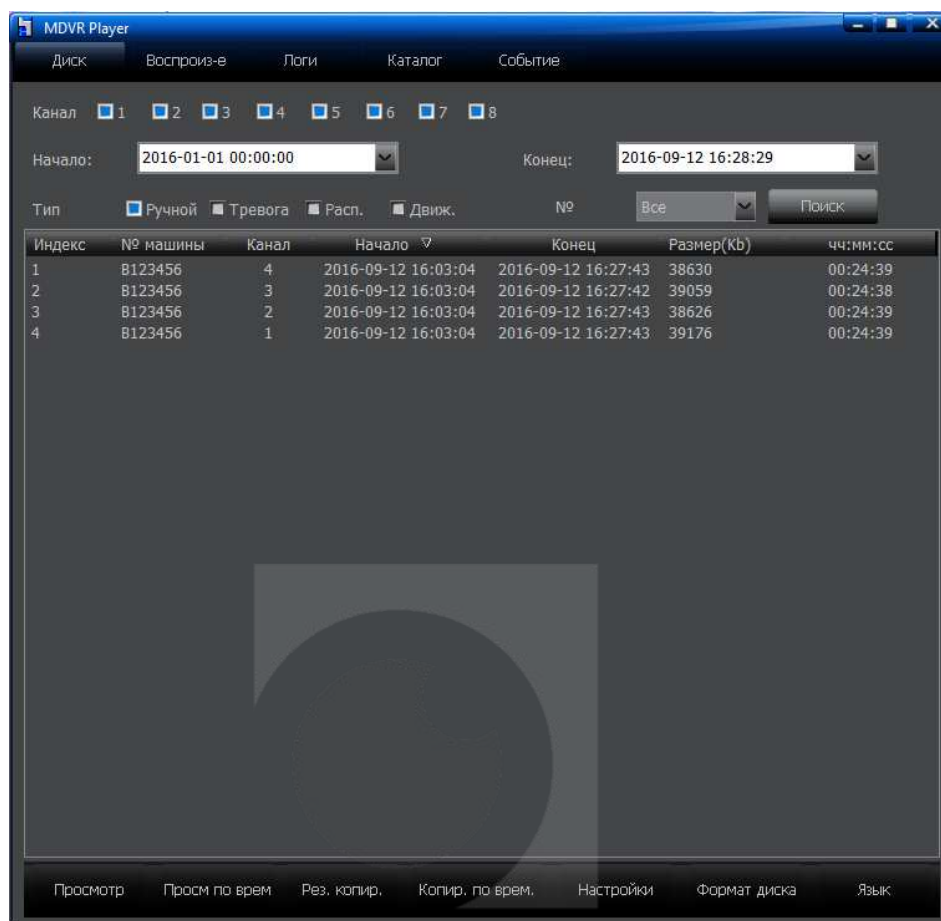 MDVR Player
Диск Воспроиз-е Логи Каталог Событие
Канал 1 2 3 4 5 6 7 8
Начало: 2016-01-01 00:00:00 Конец: 2016-09-12 16:28:29
Тип Ручной Тревога Расп. Движ. № Все Поиск
Индекс № машины Канал Начало Конец Размер(Kb) чч:мм:сс
1 B123456 4 2016-09-12 16:03:04 2016-09-12 16:27:43 38630 00:24:39
2 B123456 3 2016-09-12 16:03:04 2016-09-12 16:27:42 39059 00:24:38
3 B123456 2 2016-09-12 16:03:04 2016-09-12 16:27:43 38626 00:24:39
4 B123456 1 2016-09-12 16:03:04 2016-09-12 16:27:43 39176 00:24:39
Просмотр Просм по врем Рез. копир. Копир. по врем. Настройки Формат диска Язык